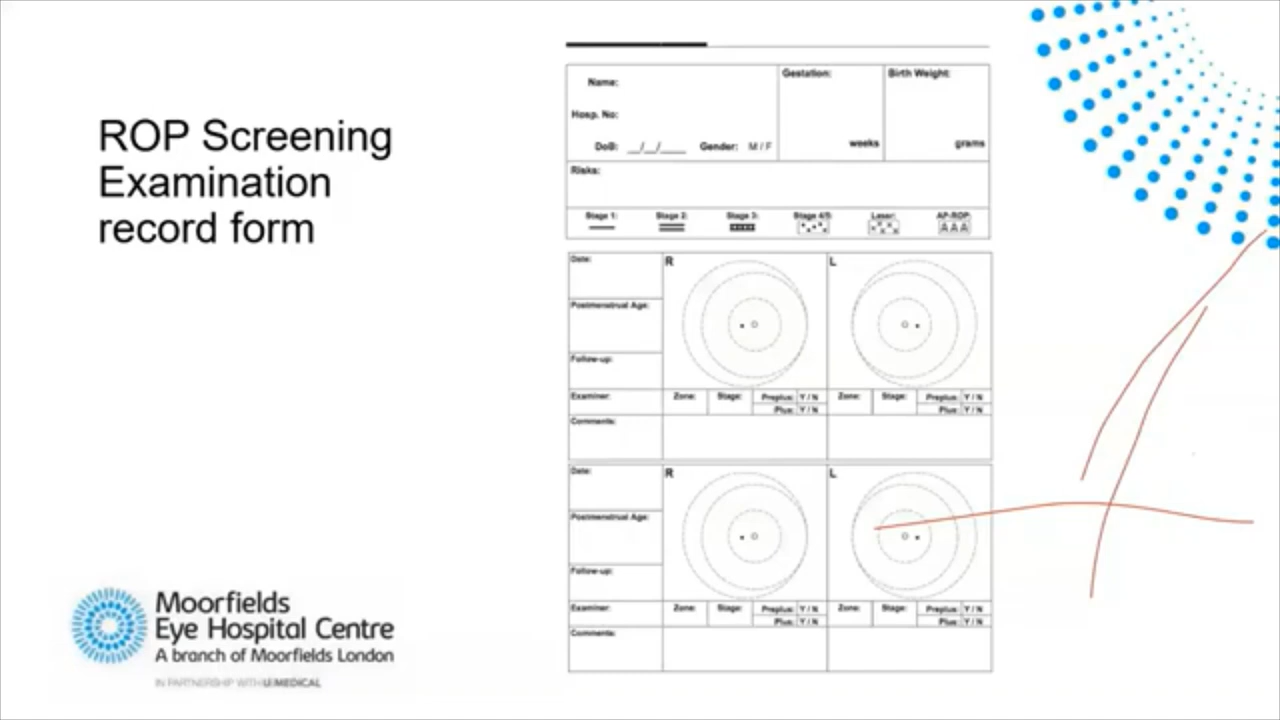 ROP Screening
Examination
record form
Name:
Gestation:
Birth Weight:
Hosp. No:
DoB: __/__/____ Gender: M / F
weeks
grams
Risks:
Stage 1: Stage 2: Stage 3: Stage 4/5: Laser: AP-ROP:
A A A
Date:
R
L
Postmenstrual Age:
Follow-up:
Examiner: Zone: Stage: Preplus: Y / N Zone: Stage: Preplus: Y / N
Plus: Y / N Plus: Y / N
Comments:
Date:
R
L
Postmenstrual Age:
Follow-up:
Examiner: Zone: Stage: Preplus: Y / N Zone: Stage: Preplus: Y / N
Plus: Y / N Plus: Y / N
Comments:
Moorfields
Eye Hospital Centre
A branch of Moorfields London
IN PARTNERSHIP WITH MEDICAL